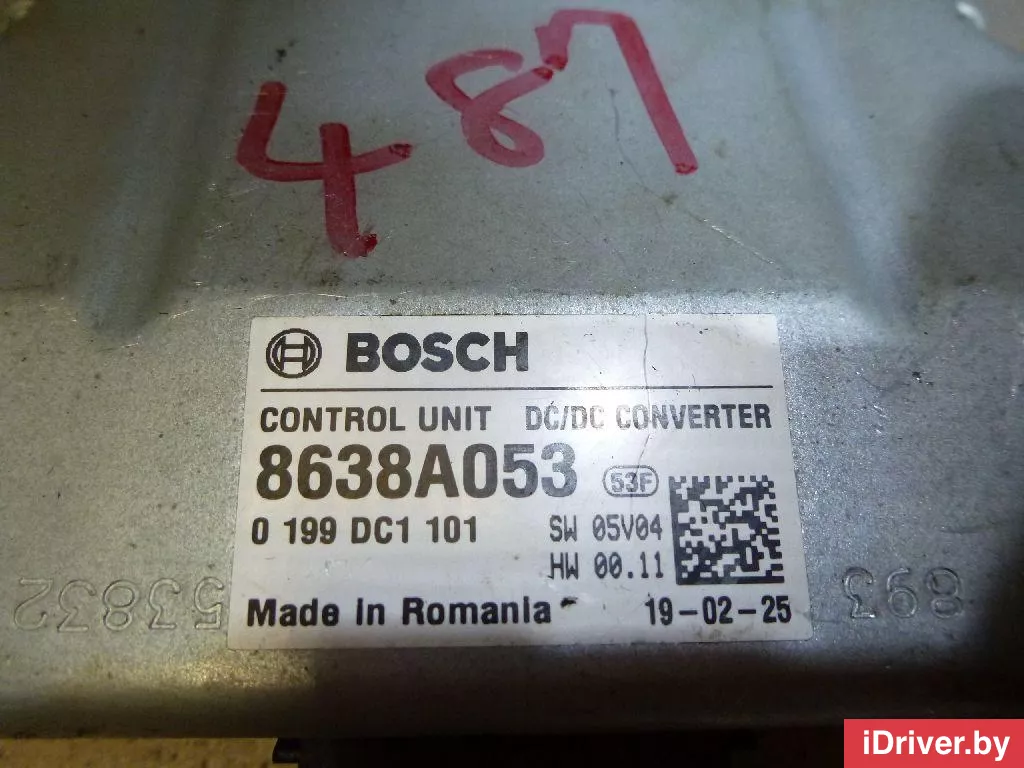 487
BOSCH
CONTROL UNIT DC/DC CONVERTER
8638A053 53F
0 199 DC1 101 SW 05V04
HW 00.11
Made in Romania 19-02-25
53832
893
iDriver.by